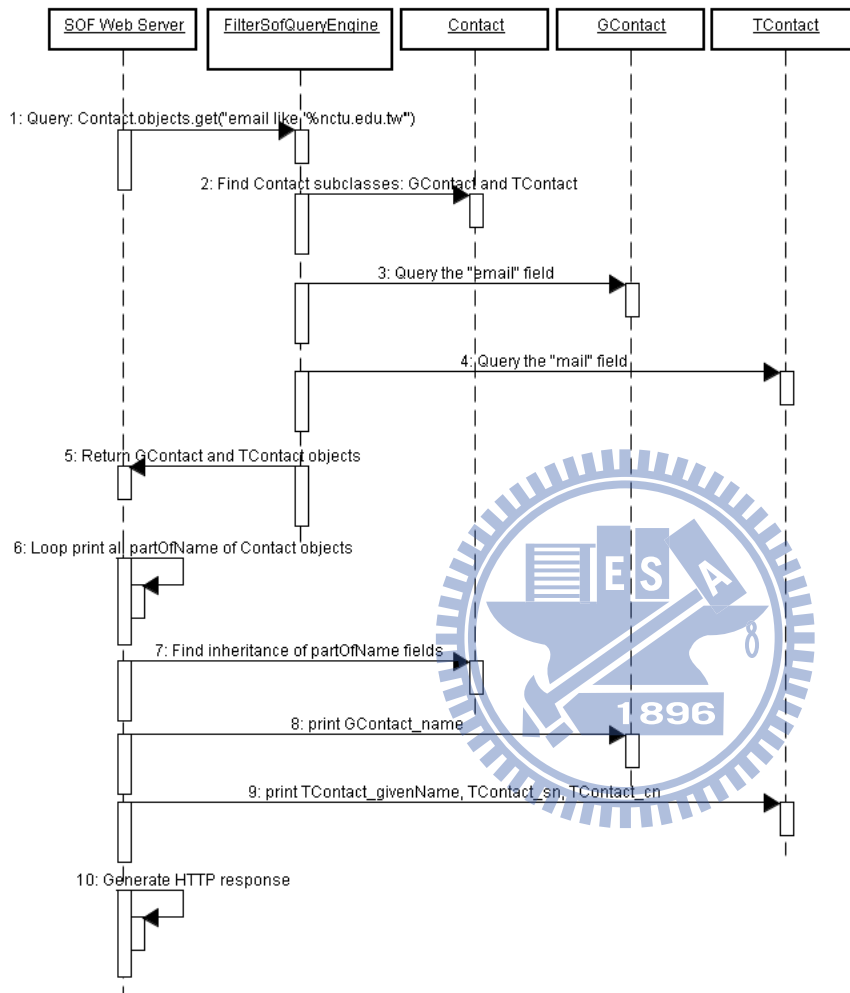 SOF Web Server
FilterSofQueryEngine
Contact
GContact
TContact
1: Query: Contact.objects.get("email like '%nctu.edu.tw'")
2: Find Contact subclasses: GContact and TContact
3: Query the "email" field
4: Query the "mail" field
5: Return GContact and TContact objects
6: Loop print all partOfName of Contact objects
E S A
8
7: Find inheritance of partOfName fields
1896
8: print GContact_name
9: print TContact_givenName, TContact_sn, TContact_cn
10: Generate HTTP response